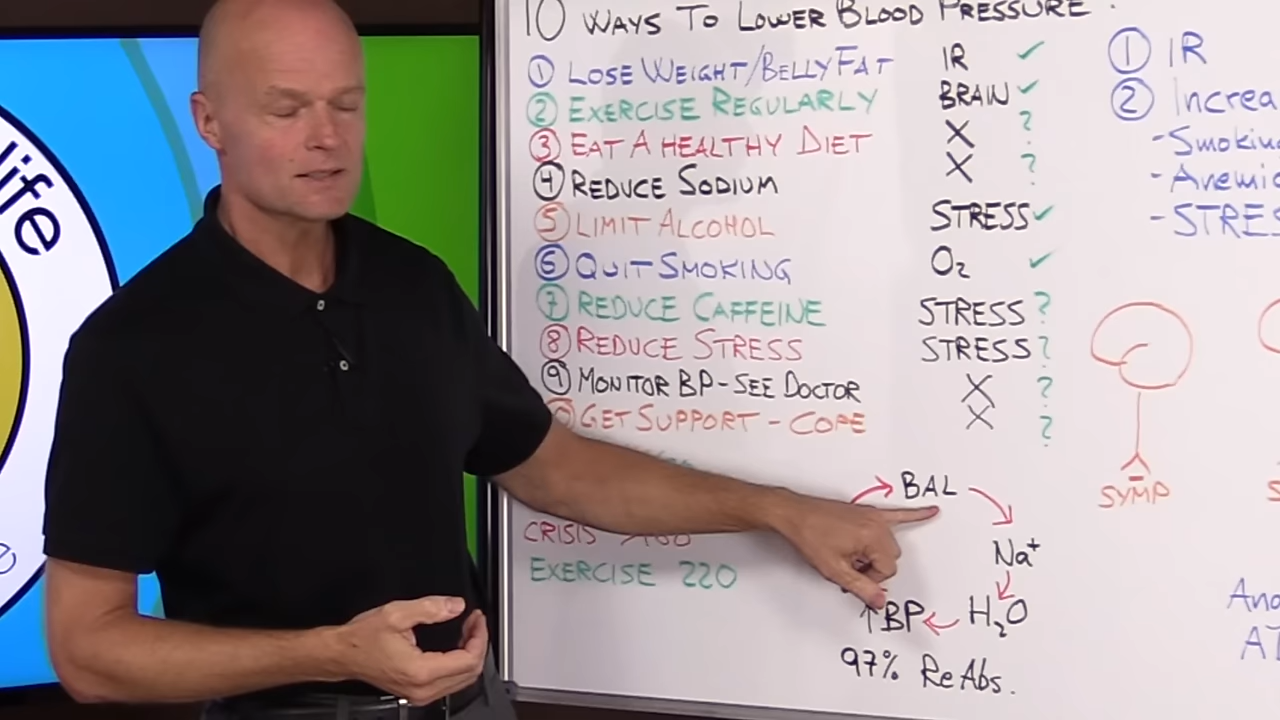 life
10 WAYS TO LOWER BLOOD PRESSURE
① LOSE WEIGHT/BELLY FAT IR ✓
② EXERCISE REGULARLY BRAIN ✓
③ EAT A HEALTHY DIET X ?
④ REDUCE SODIUM X ?
⑤ LIMIT ALCOHOL STRESS ✓
⑥ QUIT SMOKING O₂ ✓
⑦ REDUCE CAFFEINE STRESS ?
⑧ REDUCE STRESS STRESS ?
⑨ MONITOR BP - SEE DOCTOR X ?
GET SUPPORT - COPE X ?
CRISIS
EXERCISE 220
BAL
Na⁺
H₂O
↑BP
97% ReAbs.
① IR
② Increa
- Smoking
- Anemic
- STRES
SYMP